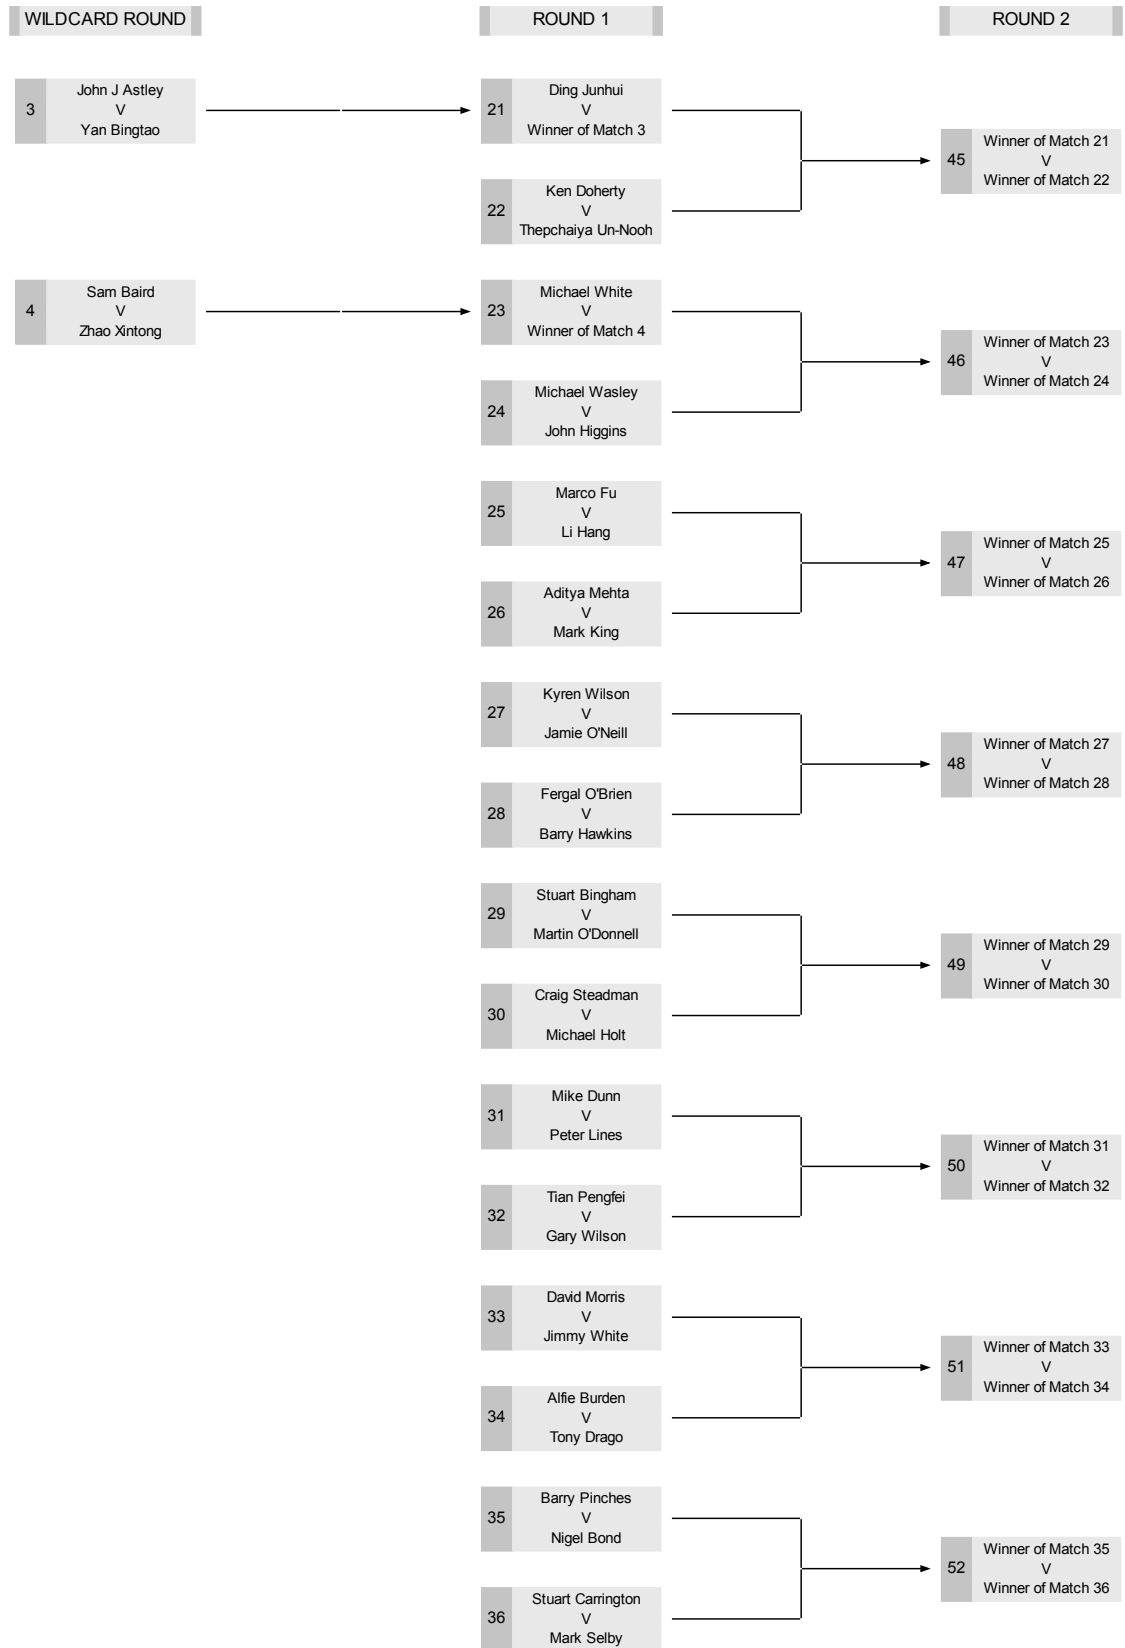 WILDCARD ROUND
ROUND 1
ROUND 2
3
John J Astley
V
Yan Bingtao
21
Ding Junhui
V
Winner of Match 3
45
Winner of Match 21
V
Winner of Match 22
22
Ken Doherty
V
Thepchaiya Un-Nooh
4
Sam Baird
V
Zhao Xintong
23
Michael White
V
Winner of Match 4
46
Winner of Match 23
V
Winner of Match 24
24
Michael Wasley
V
John Higgins
25
Marco Fu
V
Li Hang
47
Winner of Match 25
V
Winner of Match 26
26
Aditya Mehta
V
Mark King
27
Kyren Wilson
V
Jamie O'Neill
48
Winner of Match 27
V
Winner of Match 28
28
Fergal O'Brien
V
Barry Hawkins
29
Stuart Bingham
V
Martin O'Donnell
49
Winner of Match 29
V
Winner of Match 30
30
Craig Steadman
V
Michael Holt
31
Mike Dunn
V
Peter Lines
50
Winner of Match 31
V
Winner of Match 32
32
Tian Pengfei
V
Gary Wilson
33
David Morris
V
Jimmy White
51
Winner of Match 33
V
Winner of Match 34
34
Alfie Burden
V
Tony Drago
35
Barry Pinches
V
Nigel Bond
52
Winner of Match 35
V
Winner of Match 36
36
Stuart Carrington
V
Mark Selby